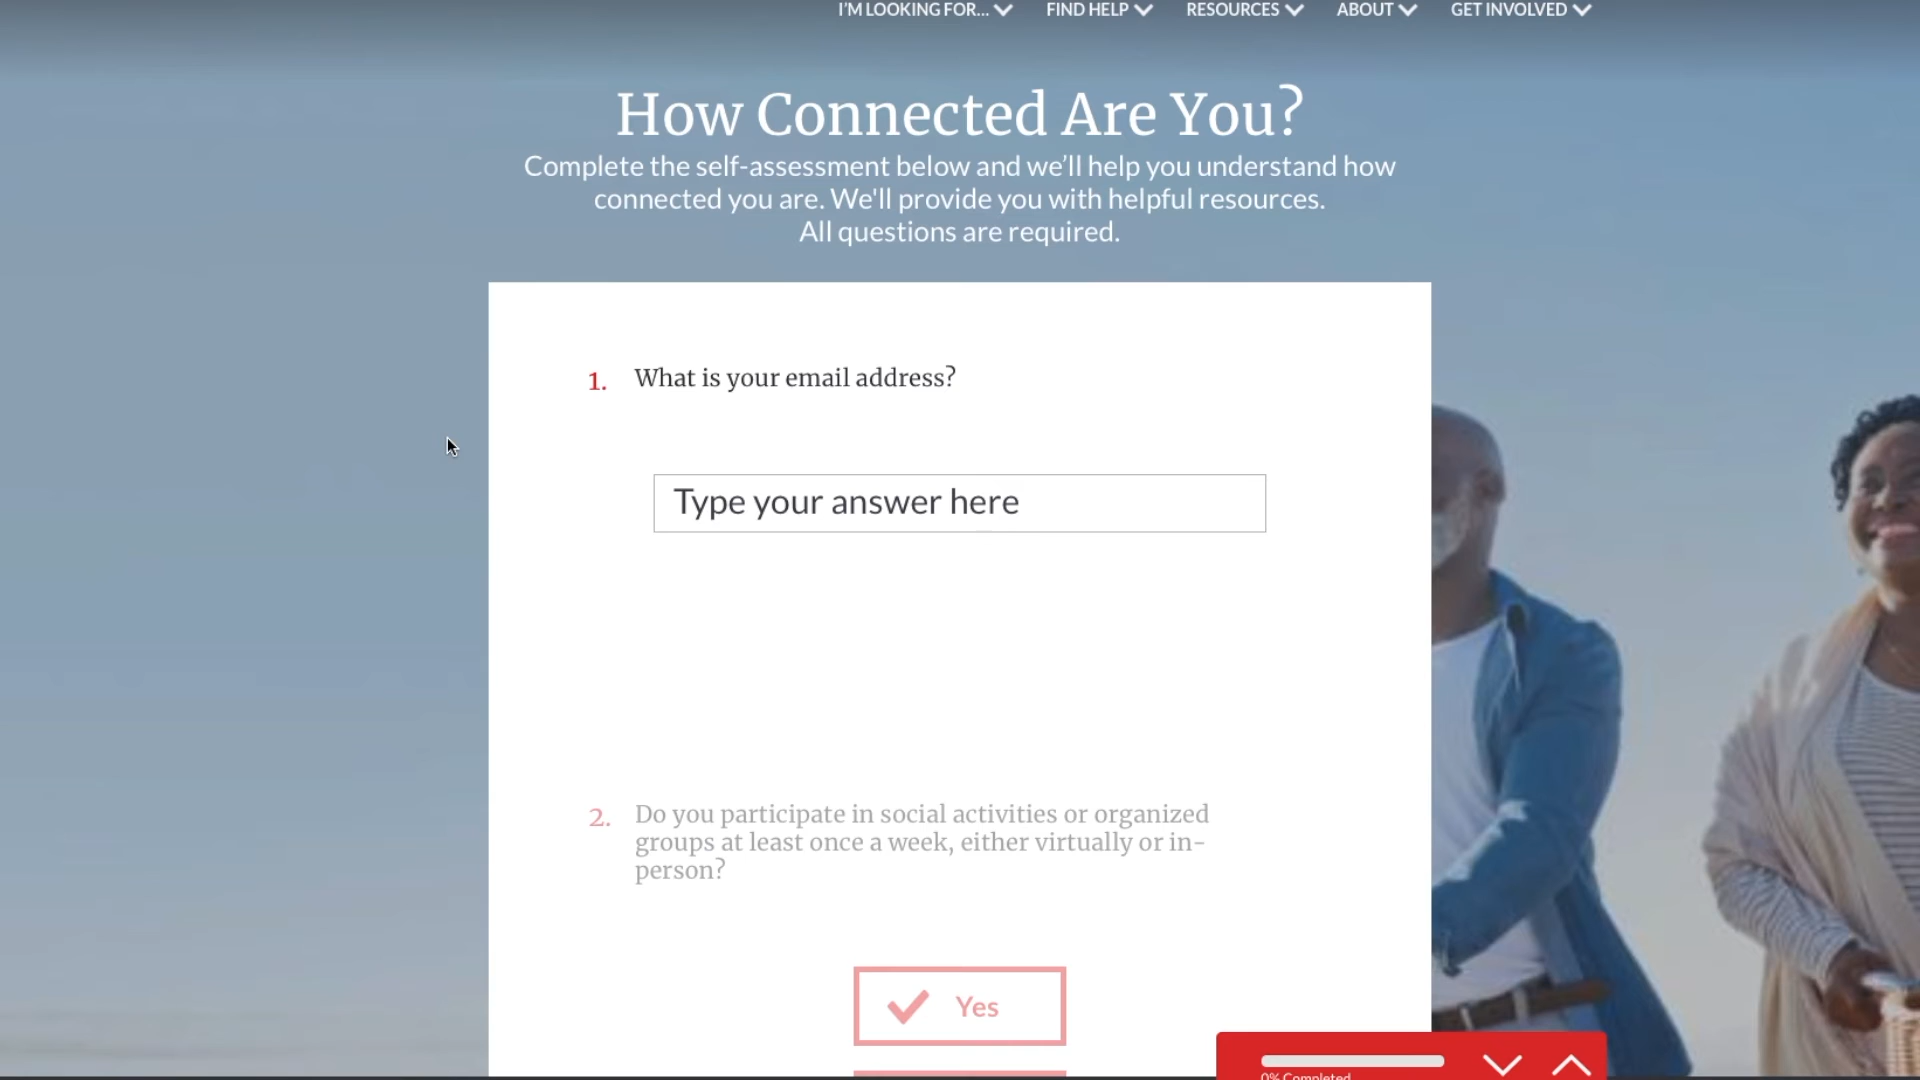 I'M LOOKING FOR... FIND HELP RESOURCES ABOUT GET INVOLVED
How Connected Are You?
Complete the self-assessment below and we'll help you understand how
connected you are. We'll provide you with helpful resources.
All questions are required.
1. What is your email address?
Type your answer here
2. Do you participate in social activities or organized
groups at least once a week, either virtually or in-
person?
Yes
0% Completed